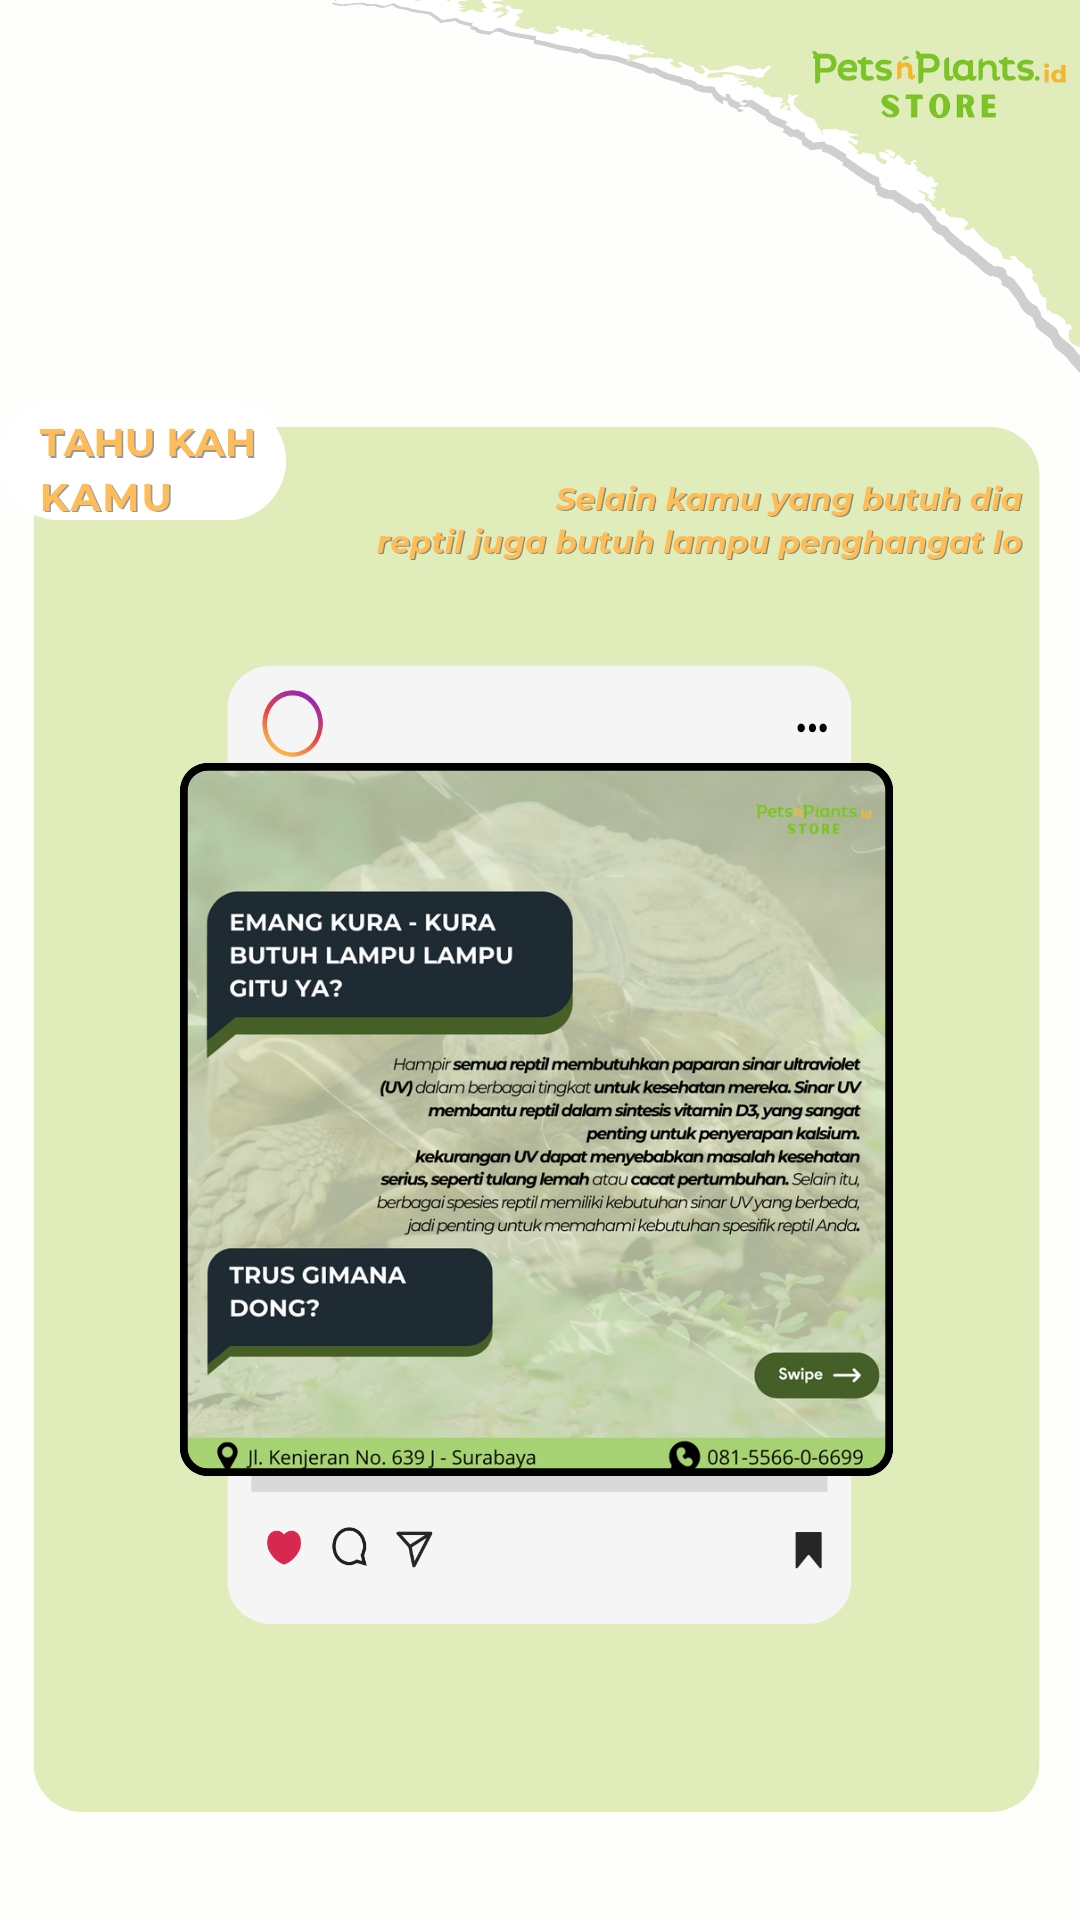 PetsńPlants.id
STORE
TAHU KAH
KAMU
Selain kamu yang butuh dia
reptil juga butuh lampu penghangat lo
PetsńPlants.id
STORE
EMANG KURA - KURA
BUTUH LAMPU LAMPU
GITU YA?
Hampir semua reptil membutuhkan paparan sinar ultraviolet
(UV) dalam berbagai tingkat untuk kesehatan mereka. Sinar UV
membantu reptil dalam sintesis vitamin D3, yang sangat
penting untuk penyerapan kalsium.
kekurangan UV dapat menyebabkan masalah kesehatan
serius, seperti tulang lemah atau cacat pertumbuhan. Selain itu,
berbagai spesies reptil memiliki kebutuhan sinar UV yang berbeda,
jadi penting untuk memahami kebutuhan spesifik reptil Anda.
TRUS GIMANA
DONG?
Swipe
Jl. Kenjeran No. 639 J - Surabaya
081-5566-0-6699